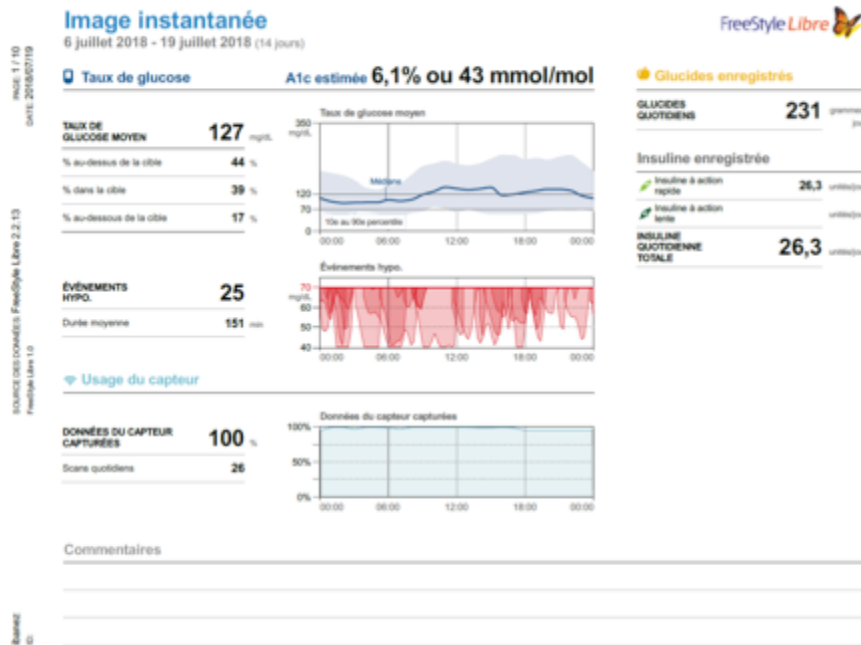 Image instantanée
6 juillet 2018 - 19 juillet 2018 (14 jours)
FreeStyle Libre
PAGE: 1 / 10
DATE: 2018/07/19
Taux de glucose
A1c estimée 6,1% ou 43 mmol/mol
TAUX DE
GLUCOSE MOYEN 127 mg/dL
% au-dessus de la cible 44 %
% dans la cible 39 %
% au-dessous de la cible 17 %
Taux de glucose moyen
350
mg/dL
120
70
0
Médiane
10e au 90e percentile
00:00 06:00 12:00 18:00 00:00
ÉVÉNEMENTS
HYPO. 25
Durée moyenne 151 min
Événements hypo.
70
mg/dL
60
50
40
00:00 06:00 12:00 18:00 00:00
Usage du capteur
DONNÉES DU CAPTEUR
CAPTURÉES 100 %
Scans quotidiens 26
Données du capteur capturées
100%
50%
0%
00:00 06:00 12:00 18:00 00:00
Glucides enregistrés
GLUCIDES
QUOTIDIENS 231
Insuline enregistrée
Insuline à action
rapide 26,3
Insuline à action
lente
INSULINE
QUOTIDIENNE
TOTALE 26,3
Commentaires
SOURCE DES DONNÉES: FreeStyle Libre 2.2.13
FreeStyle Libre 1.0